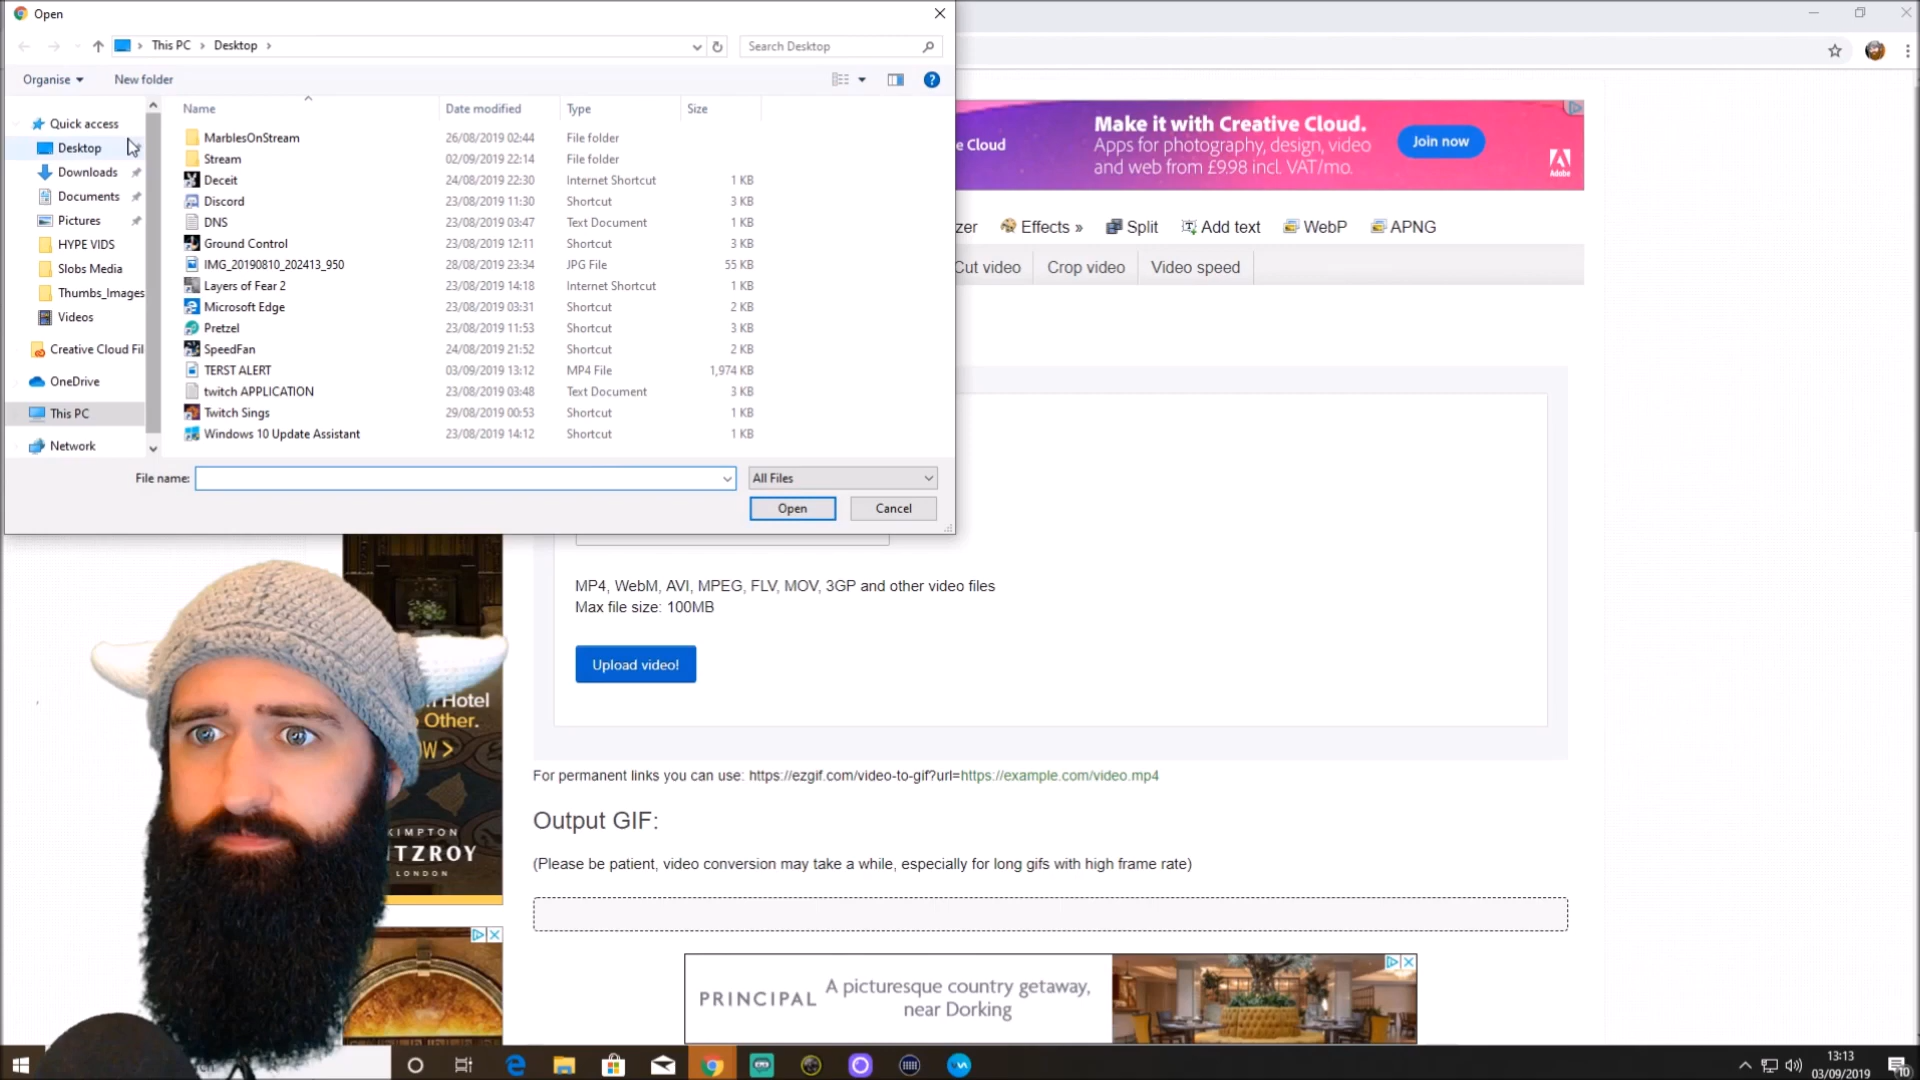 Open
This PC > Desktop >
Search Desktop
Organise
New folder
Name
Date modified
Type
Size
Quick access
Desktop
Downloads
Documents
Pictures
HYPE VIDS
Slobs Media
Thumbs_Images
Videos
Creative Cloud Fil
OneDrive
This PC
Network
MarblesOnStream 26/08/2019 02:44 File folder
Stream 02/09/2019 22:14 File folder
Deceit 24/08/2019 22:30 Internet Shortcut 1 KB
Discord 23/08/2019 11:30 Shortcut 3 KB
DNS 23/08/2019 03:47 Text Document 1 KB
Ground Control 23/08/2019 12:11 Shortcut 3 KB
IMG_20190810_202413_950 28/08/2019 23:34 JPG File 55 KB
Layers of Fear 2 23/08/2019 14:18 Internet Shortcut 1 KB
Microsoft Edge 23/08/2019 03:31 Shortcut 2 KB
Pretzel 23/08/2019 11:53 Shortcut 3 KB
SpeedFan 24/08/2019 21:52 Shortcut 2 KB
TERST ALERT 03/09/2019 13:12 MP4 File 1,974 KB
twitch APPLICATION 23/08/2019 03:48 Text Document 3 KB
Twitch Sings 29/08/2019 00:53 Shortcut 1 KB
Windows 10 Update Assistant 23/08/2019 14:12 Shortcut 1 KB
File name:
All Files
Open
Cancel
e Cloud
Make it with Creative Cloud.
Apps for photography, design, video
and web from £9.98 incl. VAT/mo.
Join now
Adobe
zer
Effects »
Split
Add text
WebP
APNG
Cut video
Crop video
Video speed
MP4, WebM, AVI, MPEG, FLV, MOV, 3GP and other video files
Max file size: 100MB
Upload video!
For permanent links you can use: https://ezgif.com/video-to-gif?url=https://example.com/video.mp4
Output GIF:
(Please be patient, video conversion may take a while, especially for long gifs with high frame rate)
Hotel
Other.
W >
KIMPTON
TZROY
LONDON
PRINCIPAL
A picturesque country getaway,
near Dorking
13:13
03/09/2019
10